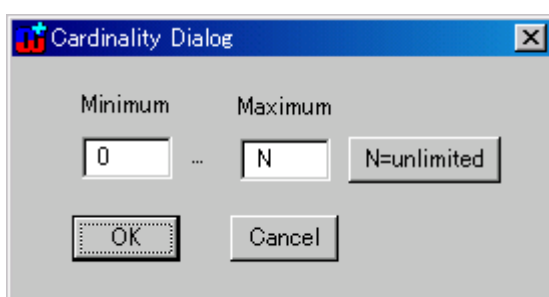 Cardinality Dialog
Minimum Maximum
0 ... N N=unlimited
OK Cancel